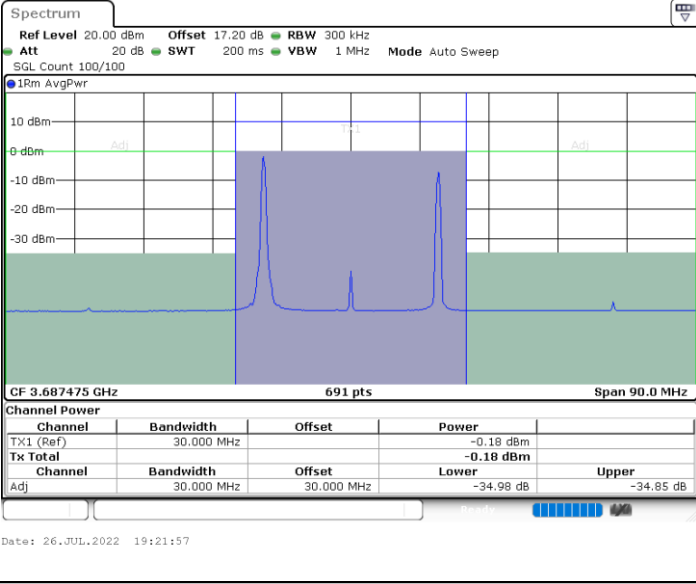 Spectrum
Ref Level 20.00 dBm Offset 17.20 dB RBW 300 kHz
Att 20 dB SWT 200 ms VBW 1 MHz Mode Auto Sweep
SGL Count 100/100
1Rm AvgPwr
10 dBm
TX1
0 dBm
Adj
Adj
-10 dBm
-20 dBm
-30 dBm
CF 3.687475 GHz 691 pts Span 90.0 MHz
Channel Power
Channel Bandwidth Offset Power
TX1 (Ref) 30.000 MHz -0.18 dBm
Tx Total -0.18 dBm
Channel Bandwidth Offset Lower Upper
Adj 30.000 MHz 30.000 MHz -34.98 dB -34.85 dB
Ready
Date: 26.JUL.2022 19:21:57